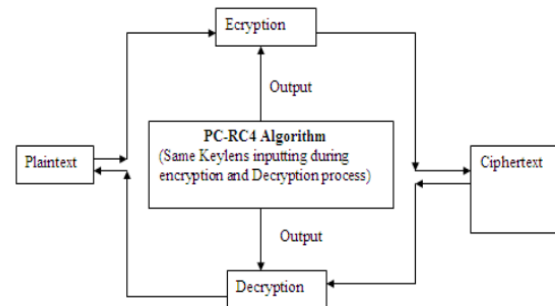 Ecryption
Output
PC-RC4 Algorithm
(Same Keylens inputting during
encryption and Decryption process)
Plaintext
Ciphertext
Output
Decryption